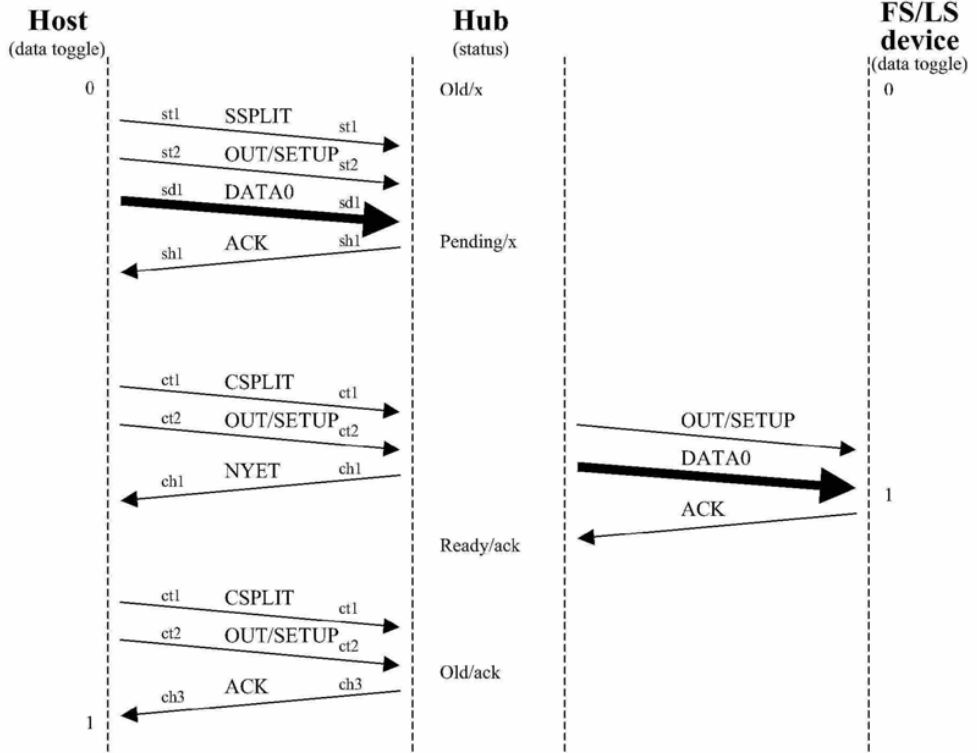 Host
(data toggle)
Hub
(status)
FS/LS
device
(data toggle)
0
Old/x
0
st1 SSPLIT st1
st2 OUT/SETUP st2
sd1 DATA0 sd1
sh1 ACK sh1
Pending/x
ct1 CSPLIT ct1
ct2 OUT/SETUP ct2
OUT/SETUP
ch1 NYET ch1
DATA0
1
ACK
Ready/ack
ct1 CSPLIT ct1
ct2 OUT/SETUP ct2
Old/ack
ch3 ACK ch3
1